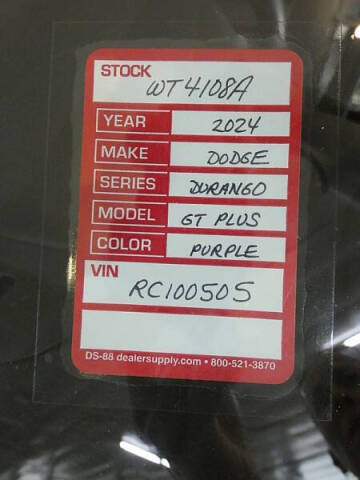 STOCK
WT4108A
YEAR 2024
MAKE DODGE
SERIES DURANGO
MODEL GT PLUS
COLOR PURPLE
VIN
RC100505
DS-88 dealersupply.com • 800-521-3870